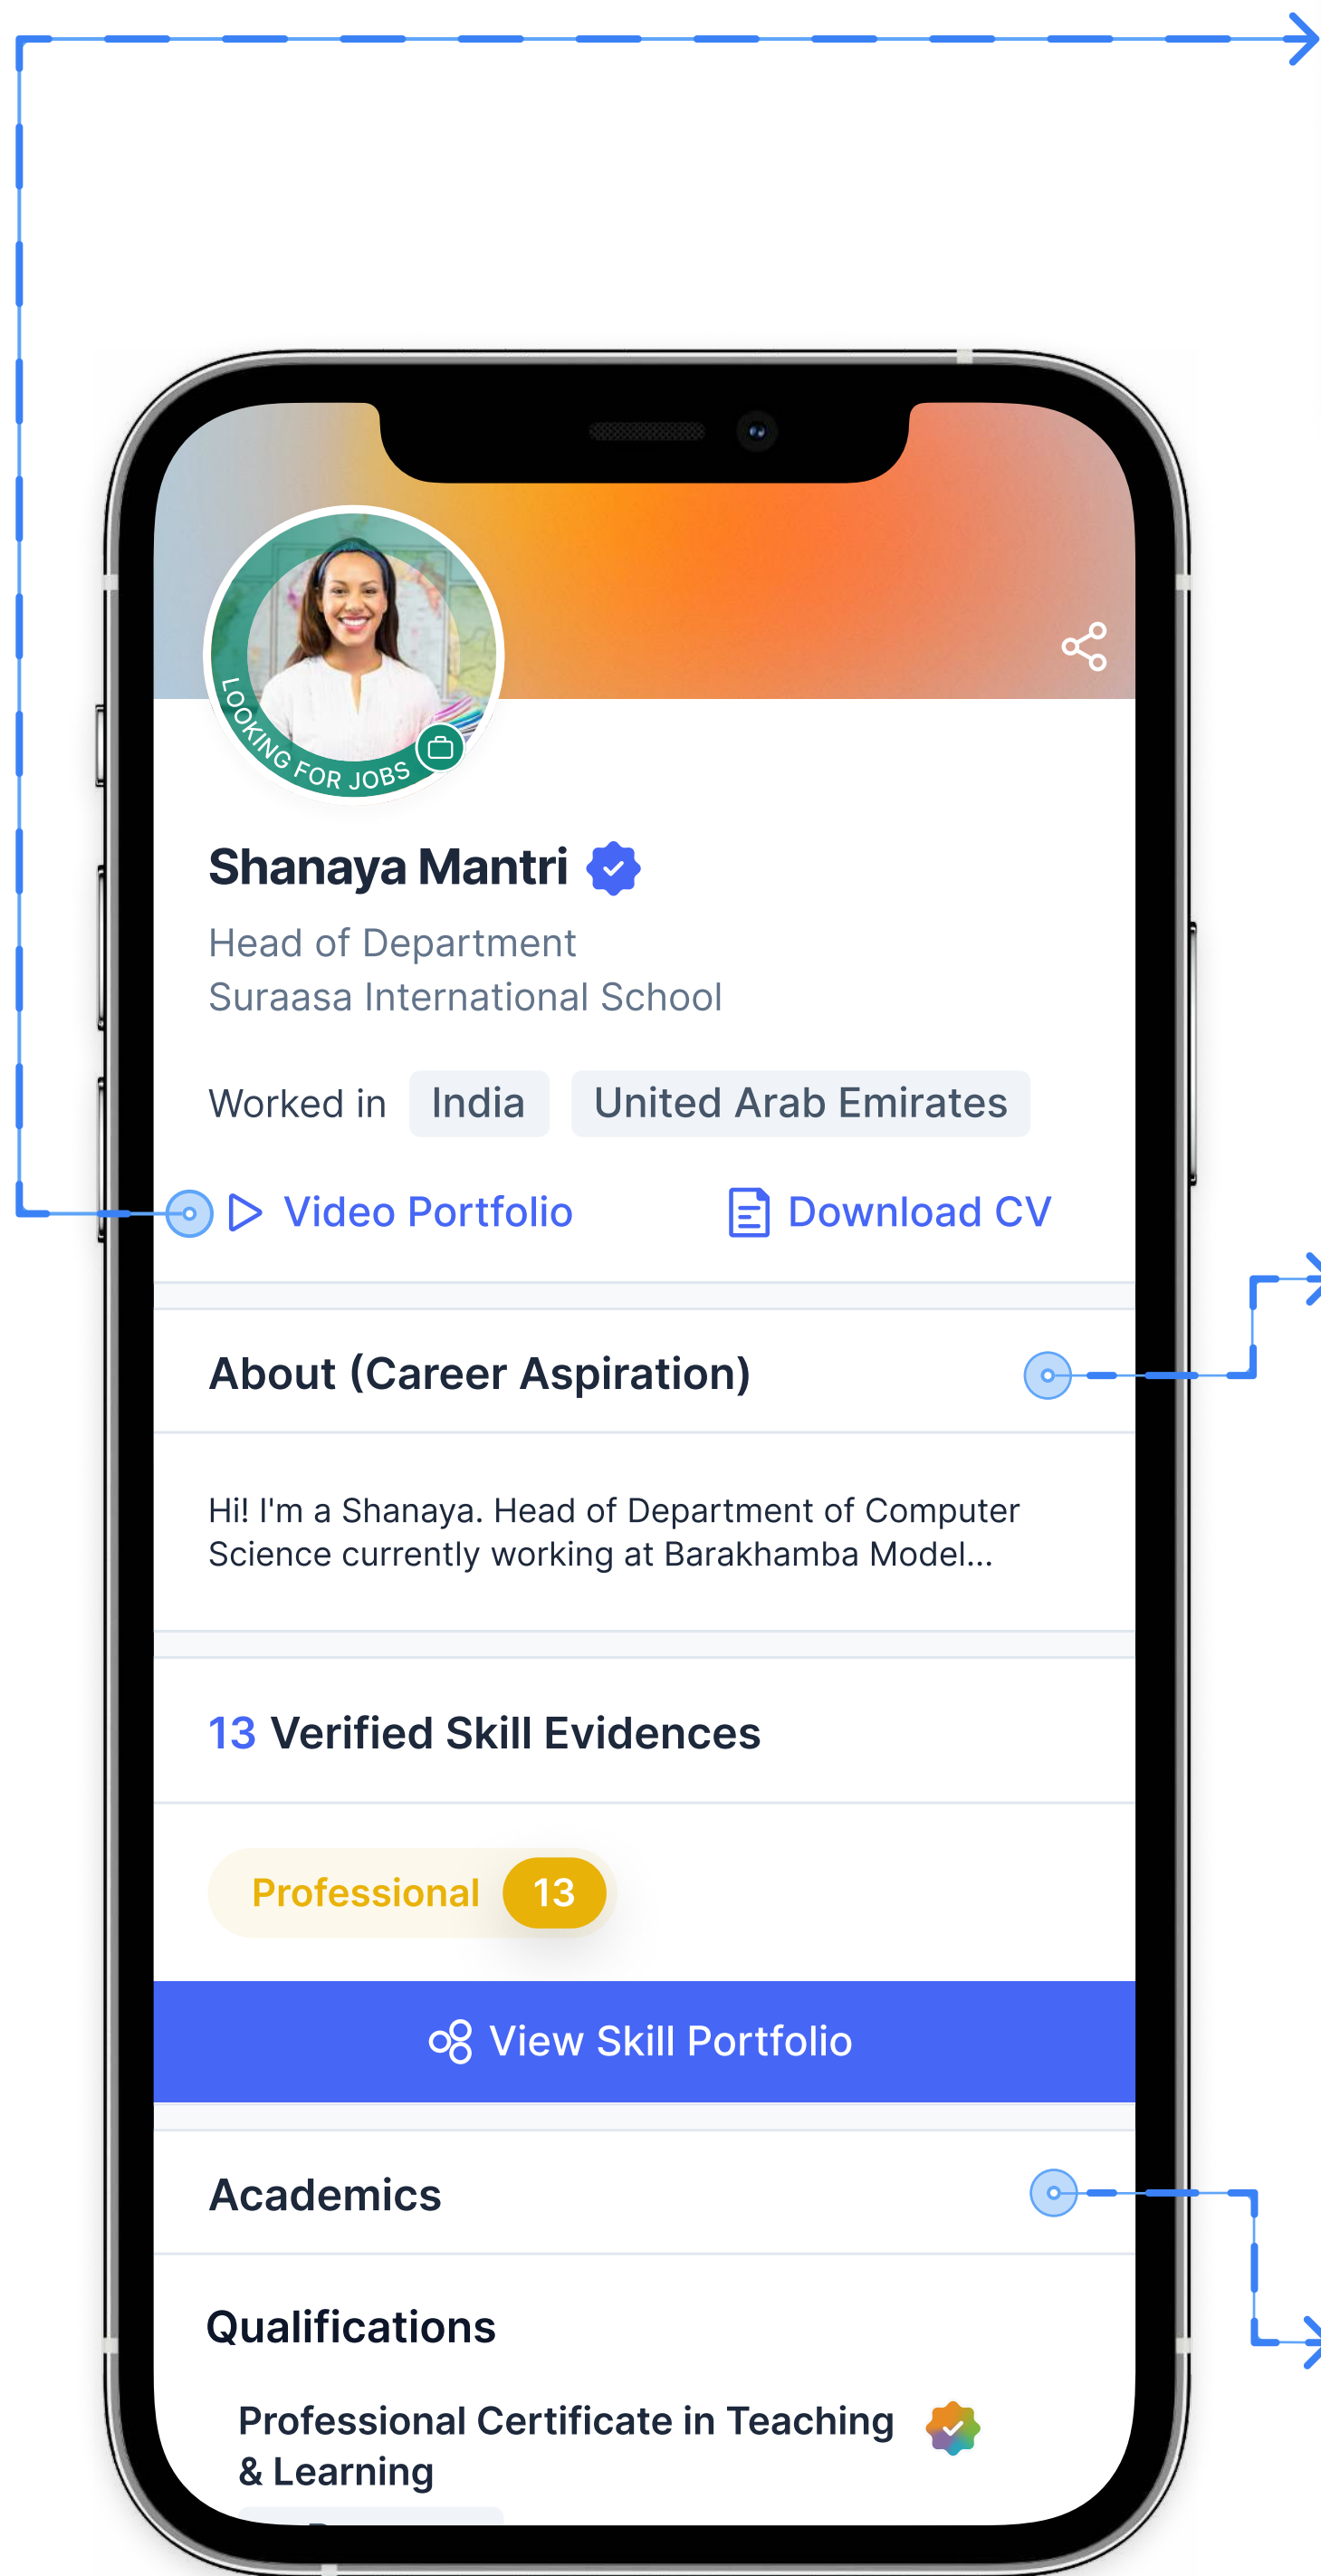 LOOKING FOR JOBS
Shanaya Mantri
Head of Department
Suraasa International School
Worked in India United Arab Emirates
Video Portfolio Download CV
About (Career Aspiration)
Hi! I'm a Shanaya. Head of Department of Computer
Science currently working at Barakhamba Model...
13 Verified Skill Evidences
Professional 13
View Skill Portfolio
Academics
Qualifications
Professional Certificate in Teaching
& Learning